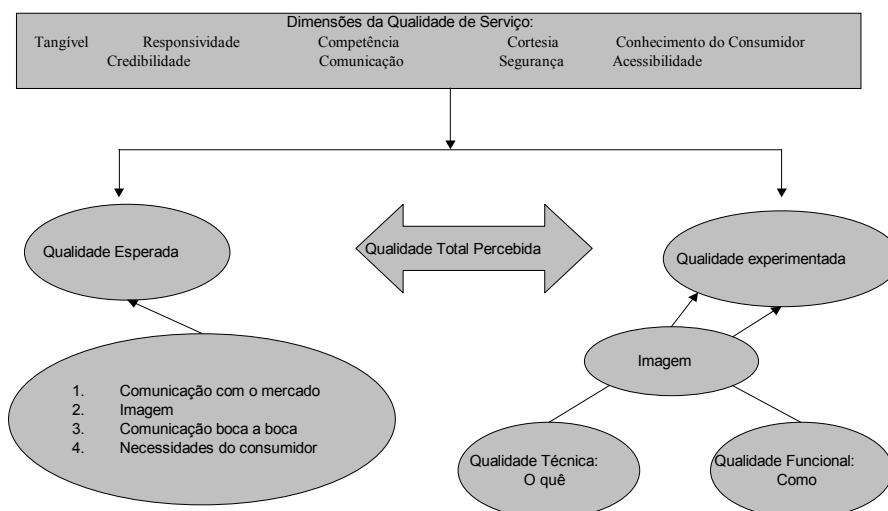 Dimensões da Qualidade de Serviço:
Tangível Responsividade Competência Cortesia Conhecimento do Consumidor
Credibilidade Comunicação Segurança Acessibilidade
Qualidade Esperada
Qualidade Total Percebida
Qualidade experimentada
Imagem
1. Comunicação com o mercado
2. Imagem
3. Comunicação boca a boca
4. Necessidades do consumidor
Qualidade Técnica:
O quê
Qualidade Funcional:
Como